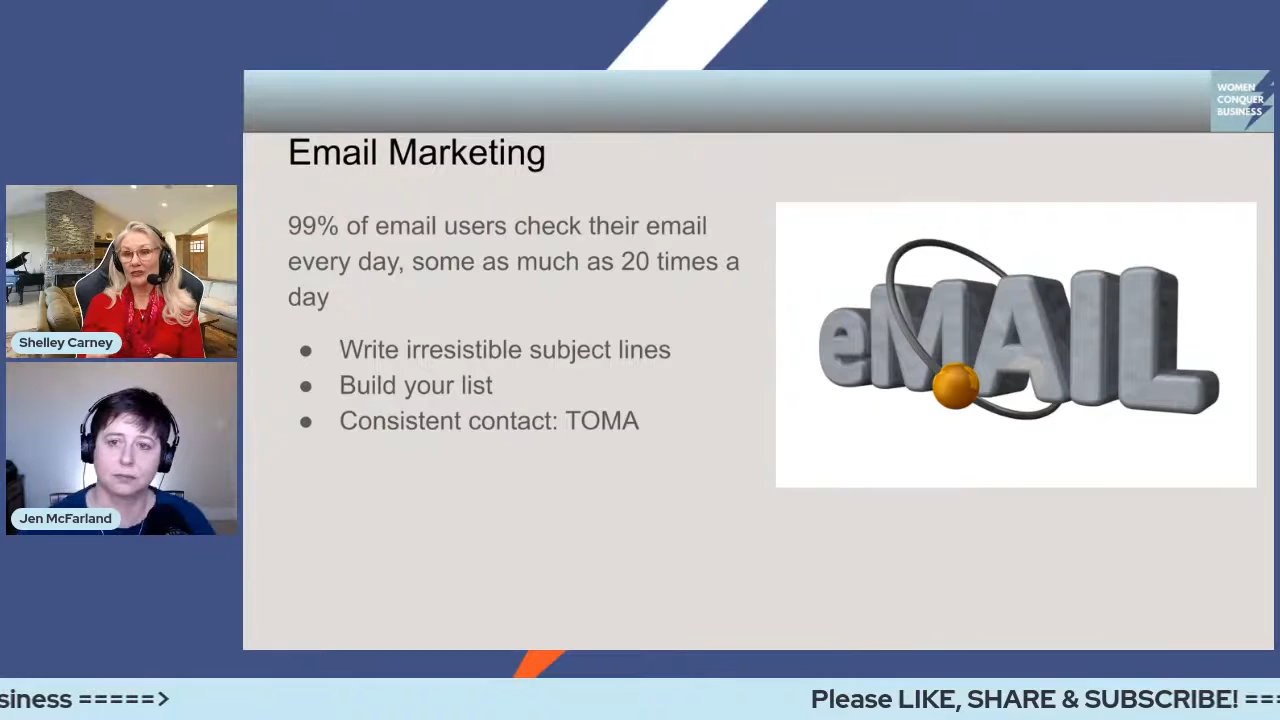 WOMEN
CONQUER
BUSINESS
Email Marketing
99% of email users check their email
every day, some as much as 20 times a
day
● Write irresistible subject lines
● Build your list
● Consistent contact: TOMA
eMAIL
Shelley Carney
Jen McFarland
siness =====>
Please LIKE, SHARE & SUBSCRIBE! ===